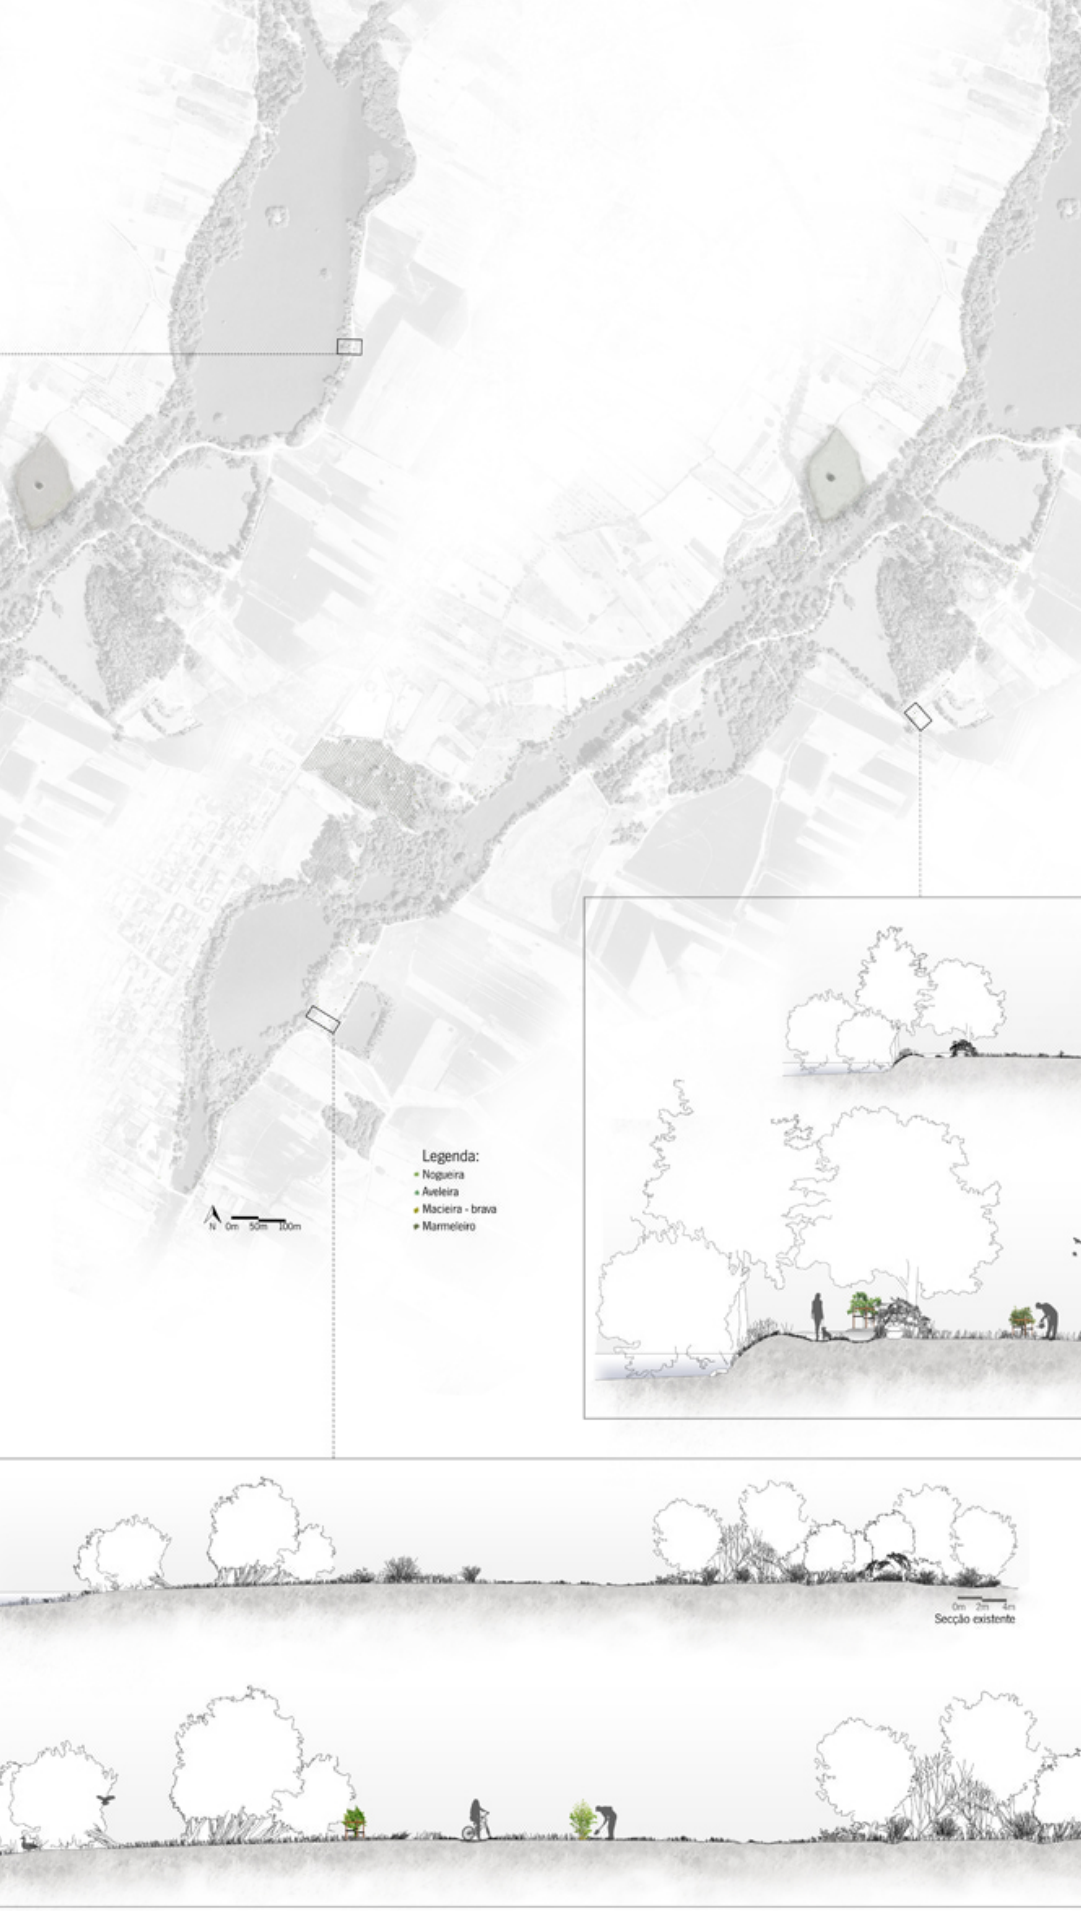 Legenda:
Nogueira
Aveleira
Macieira - brava
Marmeleiro
N 0m 50m 100m
0m 2m 4m
Secção existente